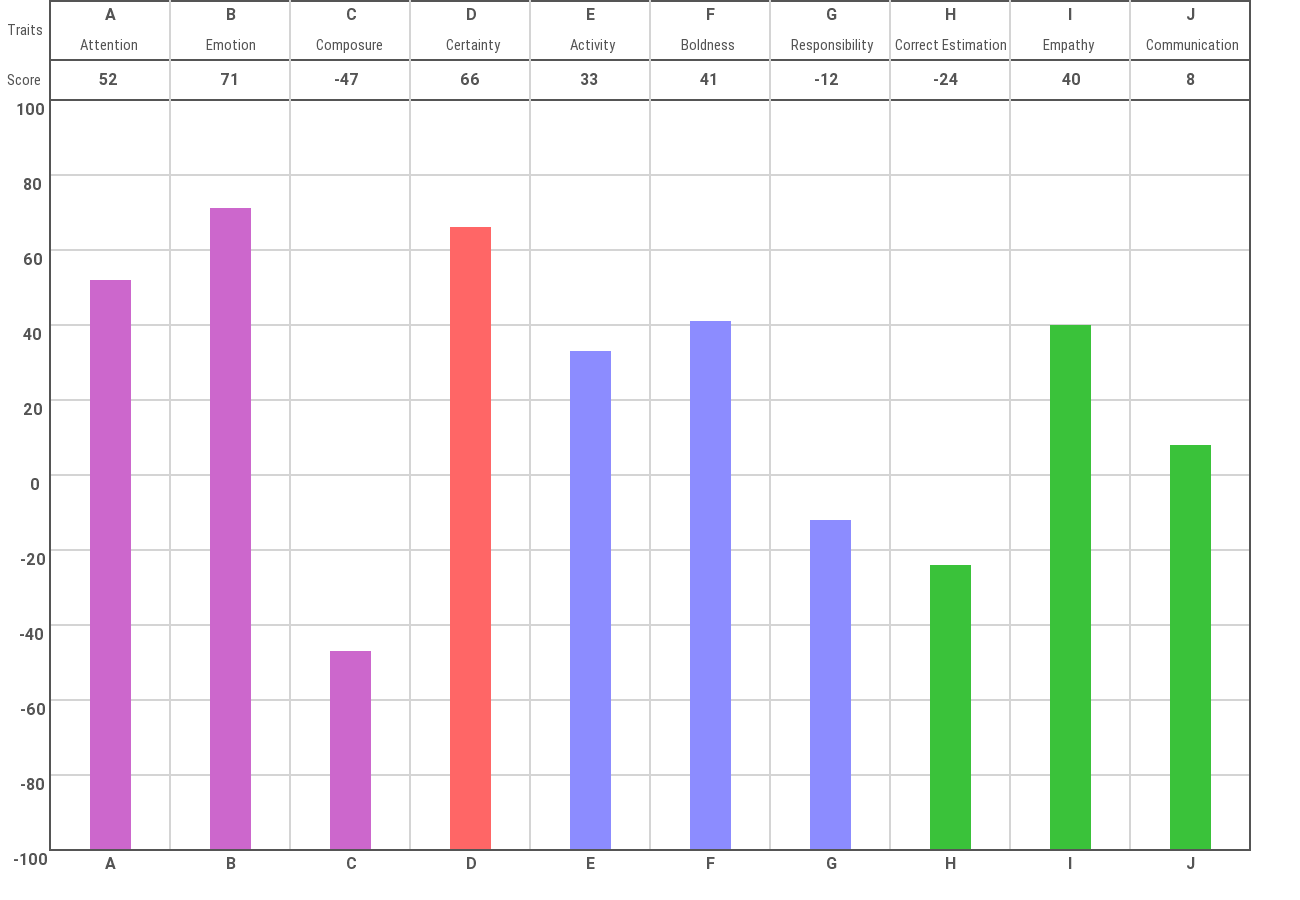 Traits
A B C D E F G H I J
Attention Emotion Composure Certainty Activity Boldness Responsibility Correct Estimation Empathy Communication
Score 52 71 -47 66 33 41 -12 -24 40 8
100
80
60
40
20
0
-20
-40
-60
-80
-100
A B C D E F G H I J